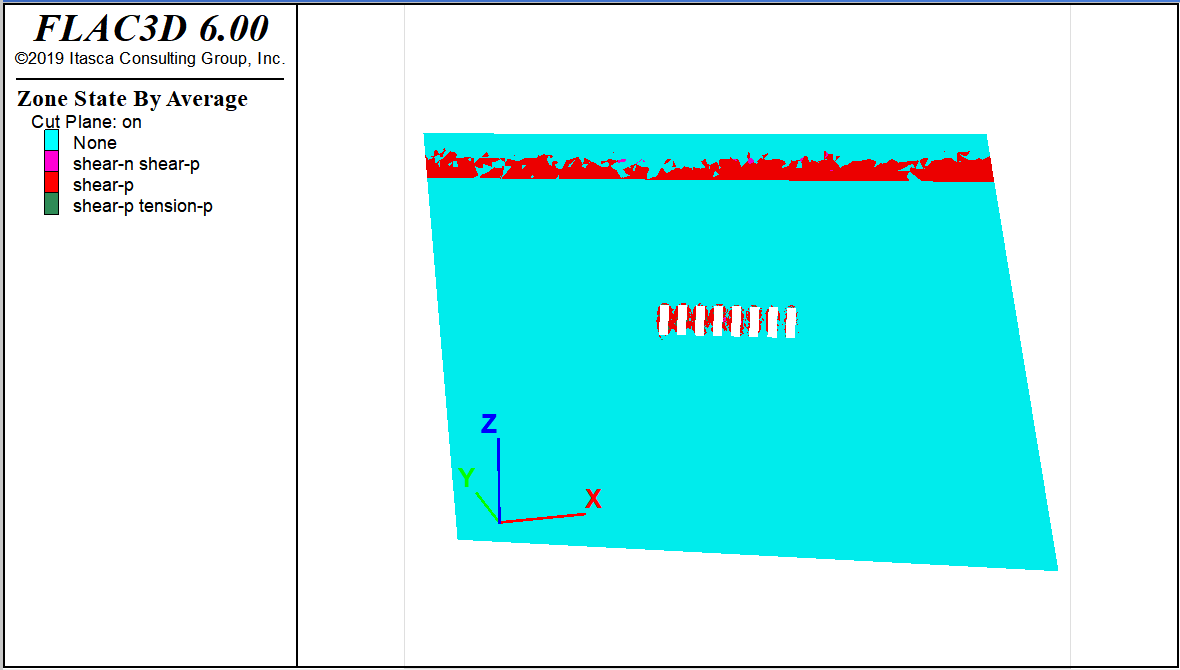 FLAC3D 6.00
©2019 Itasca Consulting Group, Inc.
Zone State By Average
Cut Plane: on
None
shear-n shear-p
shear-p
shear-p tension-p
Z
Y
X